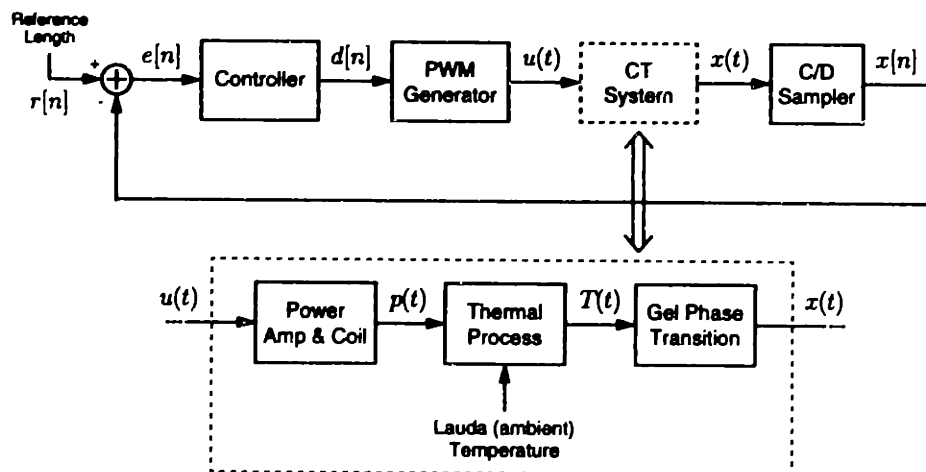 Reference
Length
+
-
r[n]
e[n]
Controller
d[n]
PWM
Generator
u(t)
CT
System
x(t)
C/D
Sampler
x[n]
u(t)
Power
Amp & Coil
p(t)
Thermal
Process
T(t)
Gel Phase
Transition
x(t)
Lauda (ambient)
Temperature